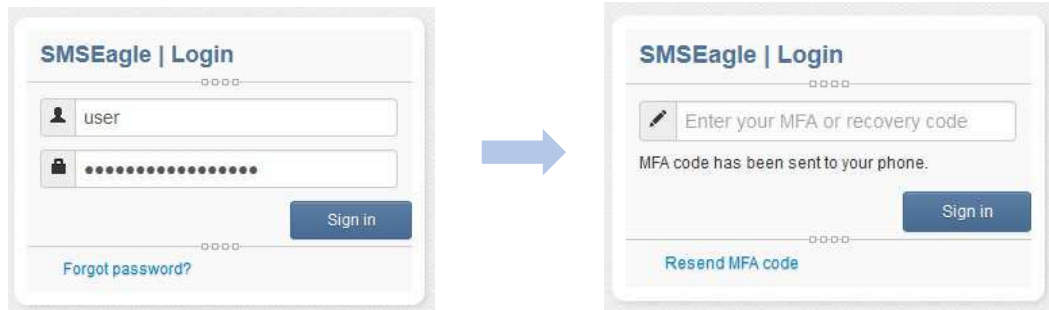 SMSEagle | Login
user
Sign in
Forgot password?
SMSEagle | Login
Enter your MFA or recovery code
MFA code has been sent to your phone.
Sign in
Resend MFA code